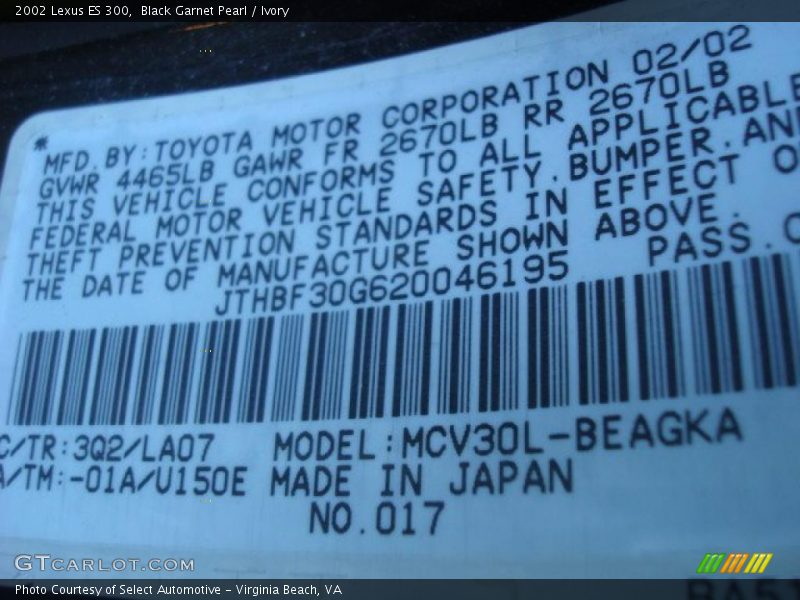 2002 Lexus ES 300, Black Garnet Pearl / Ivory
* MFD.BY:TOYOTA MOTOR CORPORATION 02/02
GVWR 4465LB GAWR FR 2670LB RR 2670LB
THIS VEHICLE CONFORMS TO ALL APPLICABLE
FEDERAL MOTOR VEHICLE SAFETY.BUMPER.AND
THEFT PREVENTION STANDARDS IN EFFECT O
THE DATE OF MANUFACTURE SHOWN ABOVE.
JTHBF30G620046195 PASS.C
C/TR:3Q2/LA07 MODEL:MCV30L-BEAGKA
A/TM:-01A/U150E MADE IN JAPAN
NO.017
GTCARLOT.COM
Photo Courtesy of Select Automotive - Virginia Beach, VA